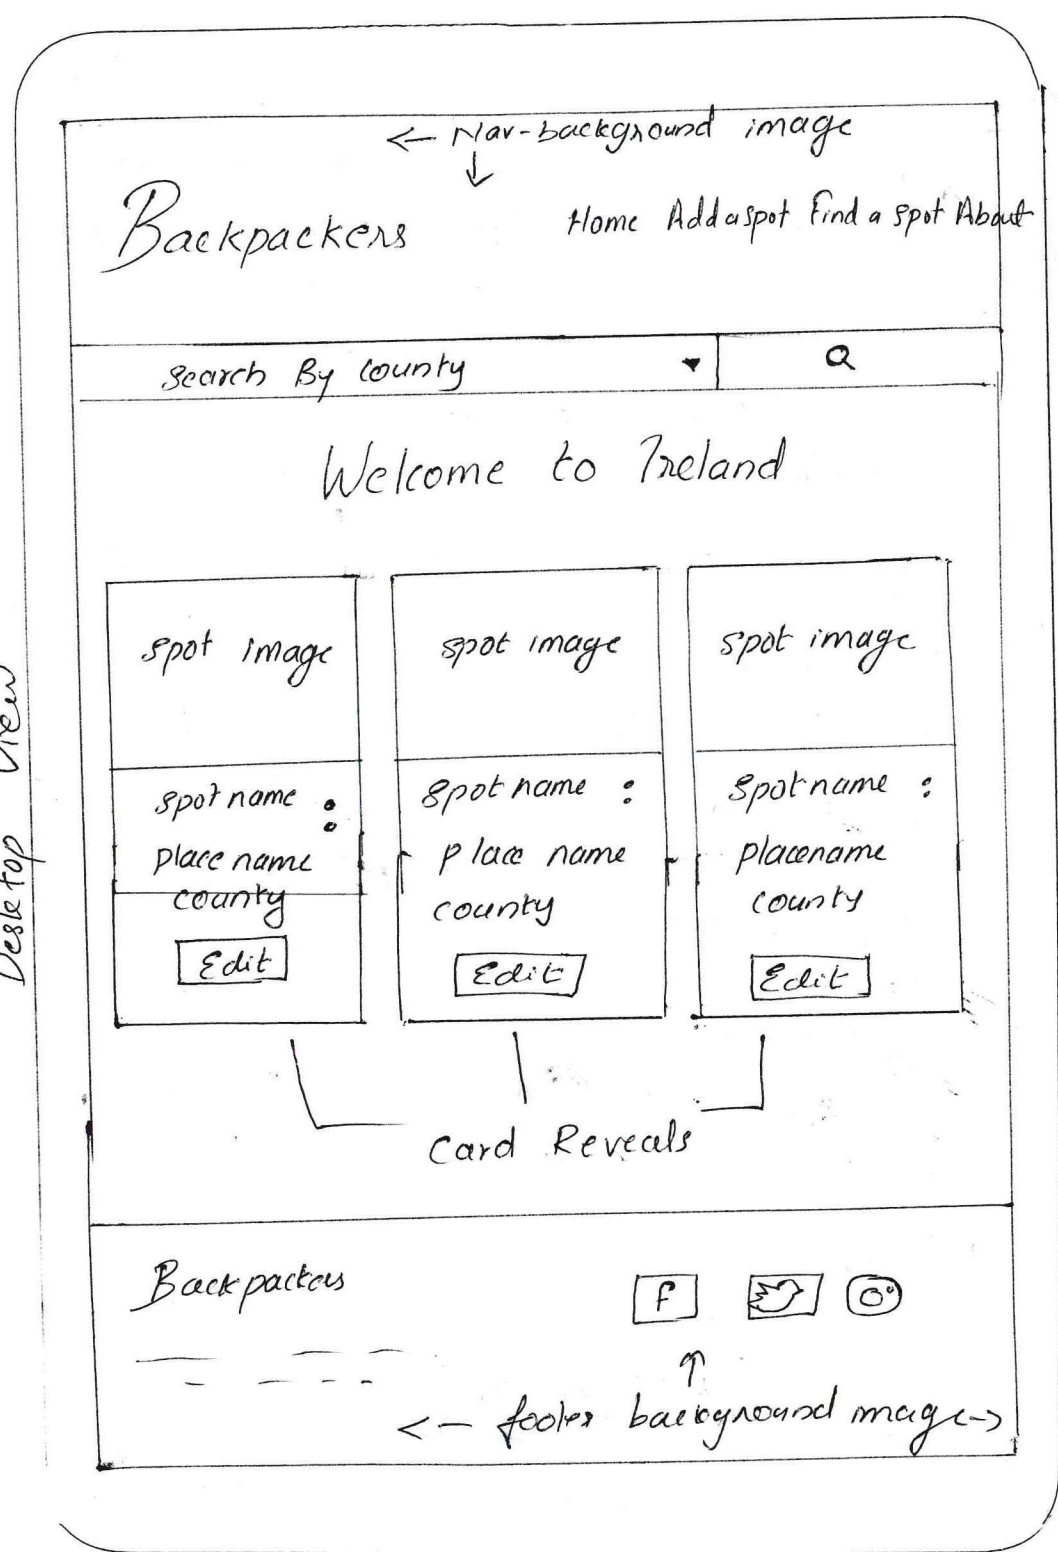 <- Nav-background image
Backpackers
Home Add a spot Find a spot About
Search By County
Welcome to Ireland
spot image
spot image
spot image
spot name :
place name
county
Edit
spot name :
place name
county
Edit
spot name :
placename
county
Edit
Card Reveals
Desktop View
Backpackers
f
<- footer background image->